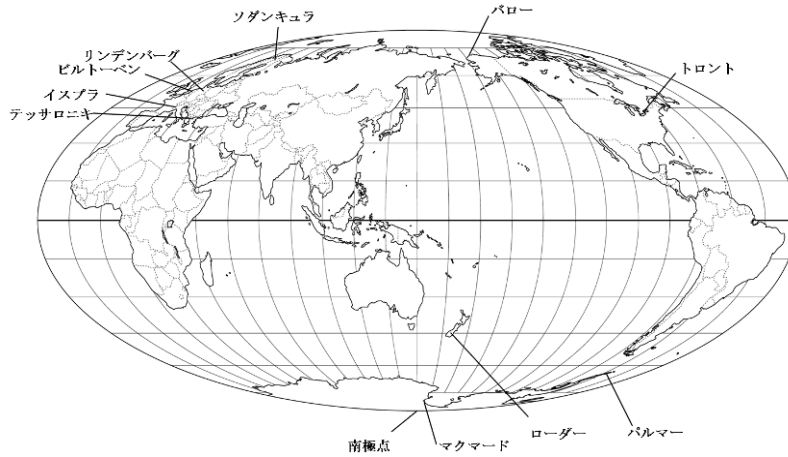 ソダンキュラ
バロー
リンデンバーグ
ビルトーベン
トロント
イスプラ
テッサロニキ
ローダー
パルマー
南極点
マクマード